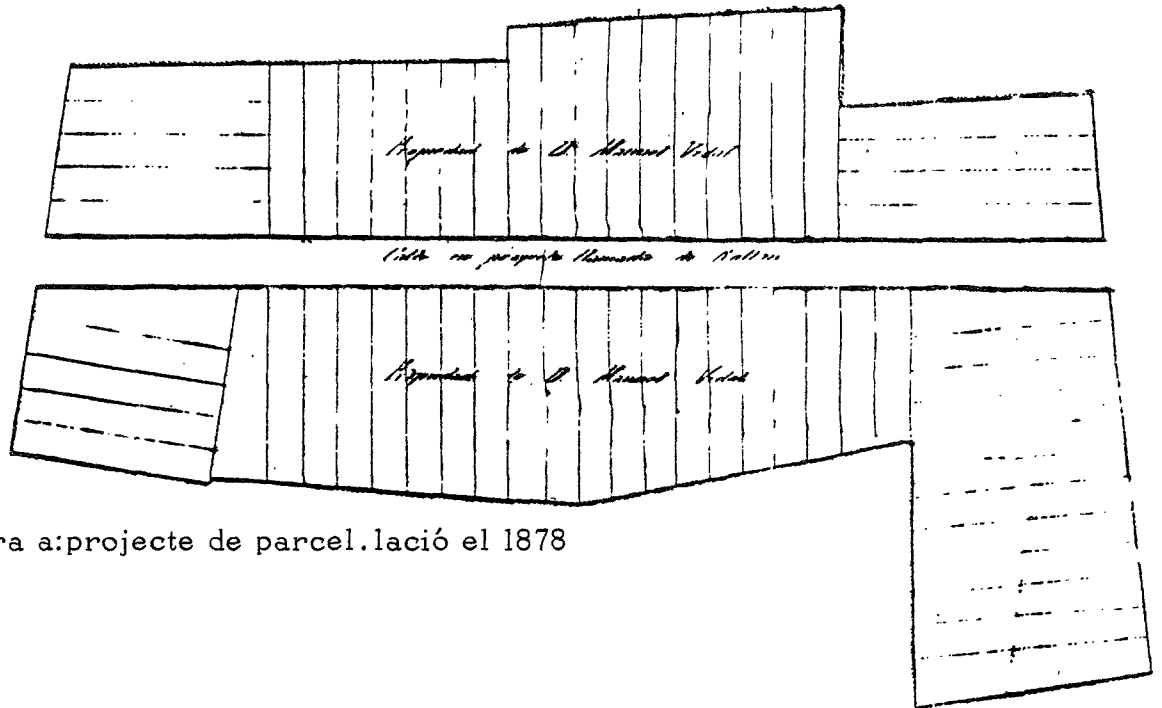 Propiedad de D. Manuel Vidal
Calle en proyecto llamada de
Propiedad de D. Manuel Vidal
ra a:projecte de parcel.lació el 1878